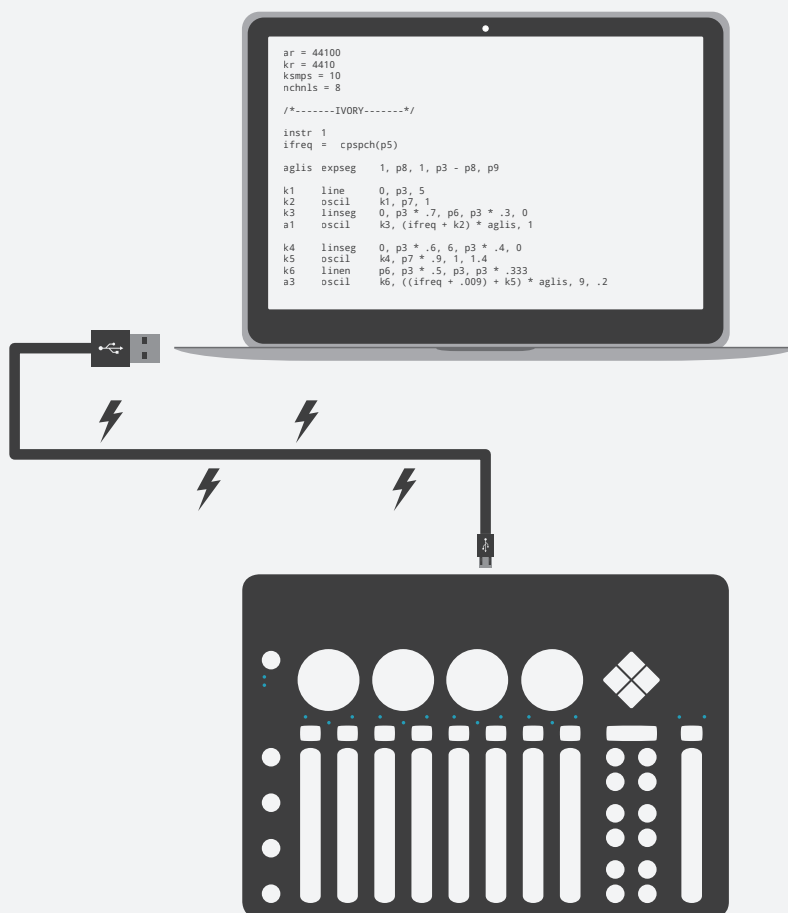 ar = 44100
kr = 4410
ksmps = 10
nchnls = 8
/*-------IVORY-------*/
instr 1
ifreq = cpspch(p5)
aglis expseg 1, p8, 1, p3 - p8, p9
k1 line 0, p3, 5
k2 oscil k1, p7, 1
k3 linseg 0, p3 * .7, p6, p3 * .3, 0
a1 oscil k3, (ifreq + k2) * aglis, 1
k4 linseg 0, p3 * .6, 6, p3 * .4, 0
k5 oscil k4, p7 * .9, 1, 1.4
k6 linen p6, p3 * .5, p3, p3 * .333
a3 oscil k6, ((ifreq + .009) + k5) * aglis, 9, .2